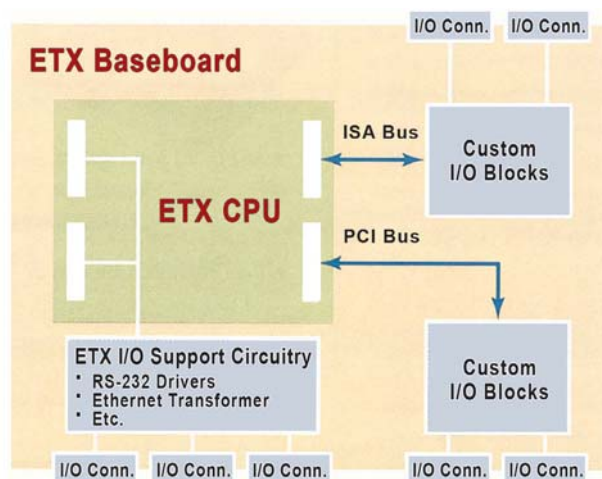 I/O Conn. I/O Conn.
ETX Baseboard
ISA Bus
Custom
I/O Blocks
ETX CPU
PCI Bus
ETX I/O Support Circuitry
· RS-232 Drivers
· Ethernet Transformer
· Etc.
Custom
I/O Blocks
I/O Conn. I/O Conn. I/O Conn. I/O Conn. I/O Conn.